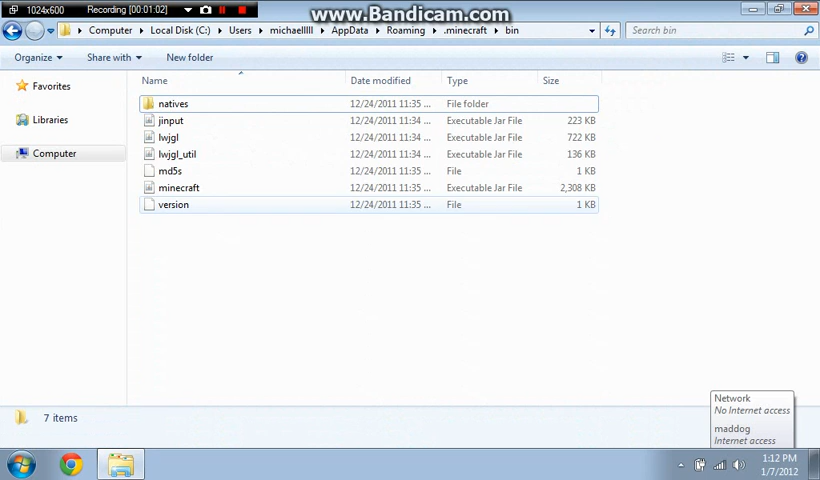 1024x600 Recording [00:01:02]
www.Bandicam.com
Computer Local Disk (C:) Users michaelllll AppData Roaming .minecraft bin
Search bin
Organize Share with New folder
Name Date modified Type Size
Favorites
Libraries
Computer
natives 12/24/2011 11:35 ... File folder
jinput 12/24/2011 11:34 ... Executable Jar File 223 KB
lwjgl 12/24/2011 11:34 ... Executable Jar File 722 KB
lwjgl_util 12/24/2011 11:34 ... Executable Jar File 136 KB
md5s 12/24/2011 11:35 ... File 1 KB
minecraft 12/24/2011 11:35 ... Executable Jar File 2,308 KB
version 12/24/2011 11:35 ... File 1 KB
7 items
Network
No Internet access
maddog
Internet access
1:12 PM
1/7/2012